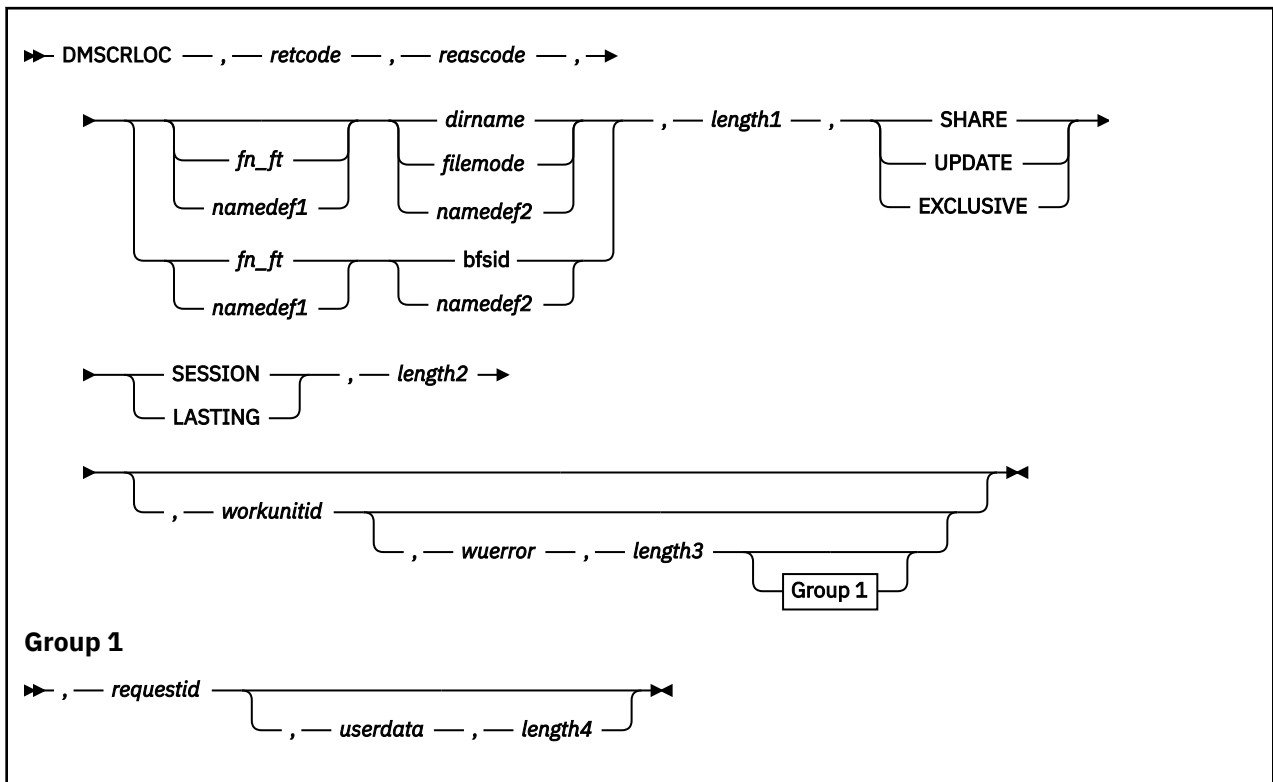 DMSCRLOC , retcode , reascode ,
dirname , length1 , SHARE
fn_ft filemode UPDATE
namedef1 namedef2 EXCLUSIVE
fn_ft bfsid
namedef1 namedef2
SESSION , length2
LASTING
, workunitid
, wuerror , length3
Group 1
Group 1
, requestid
, userdata , length4